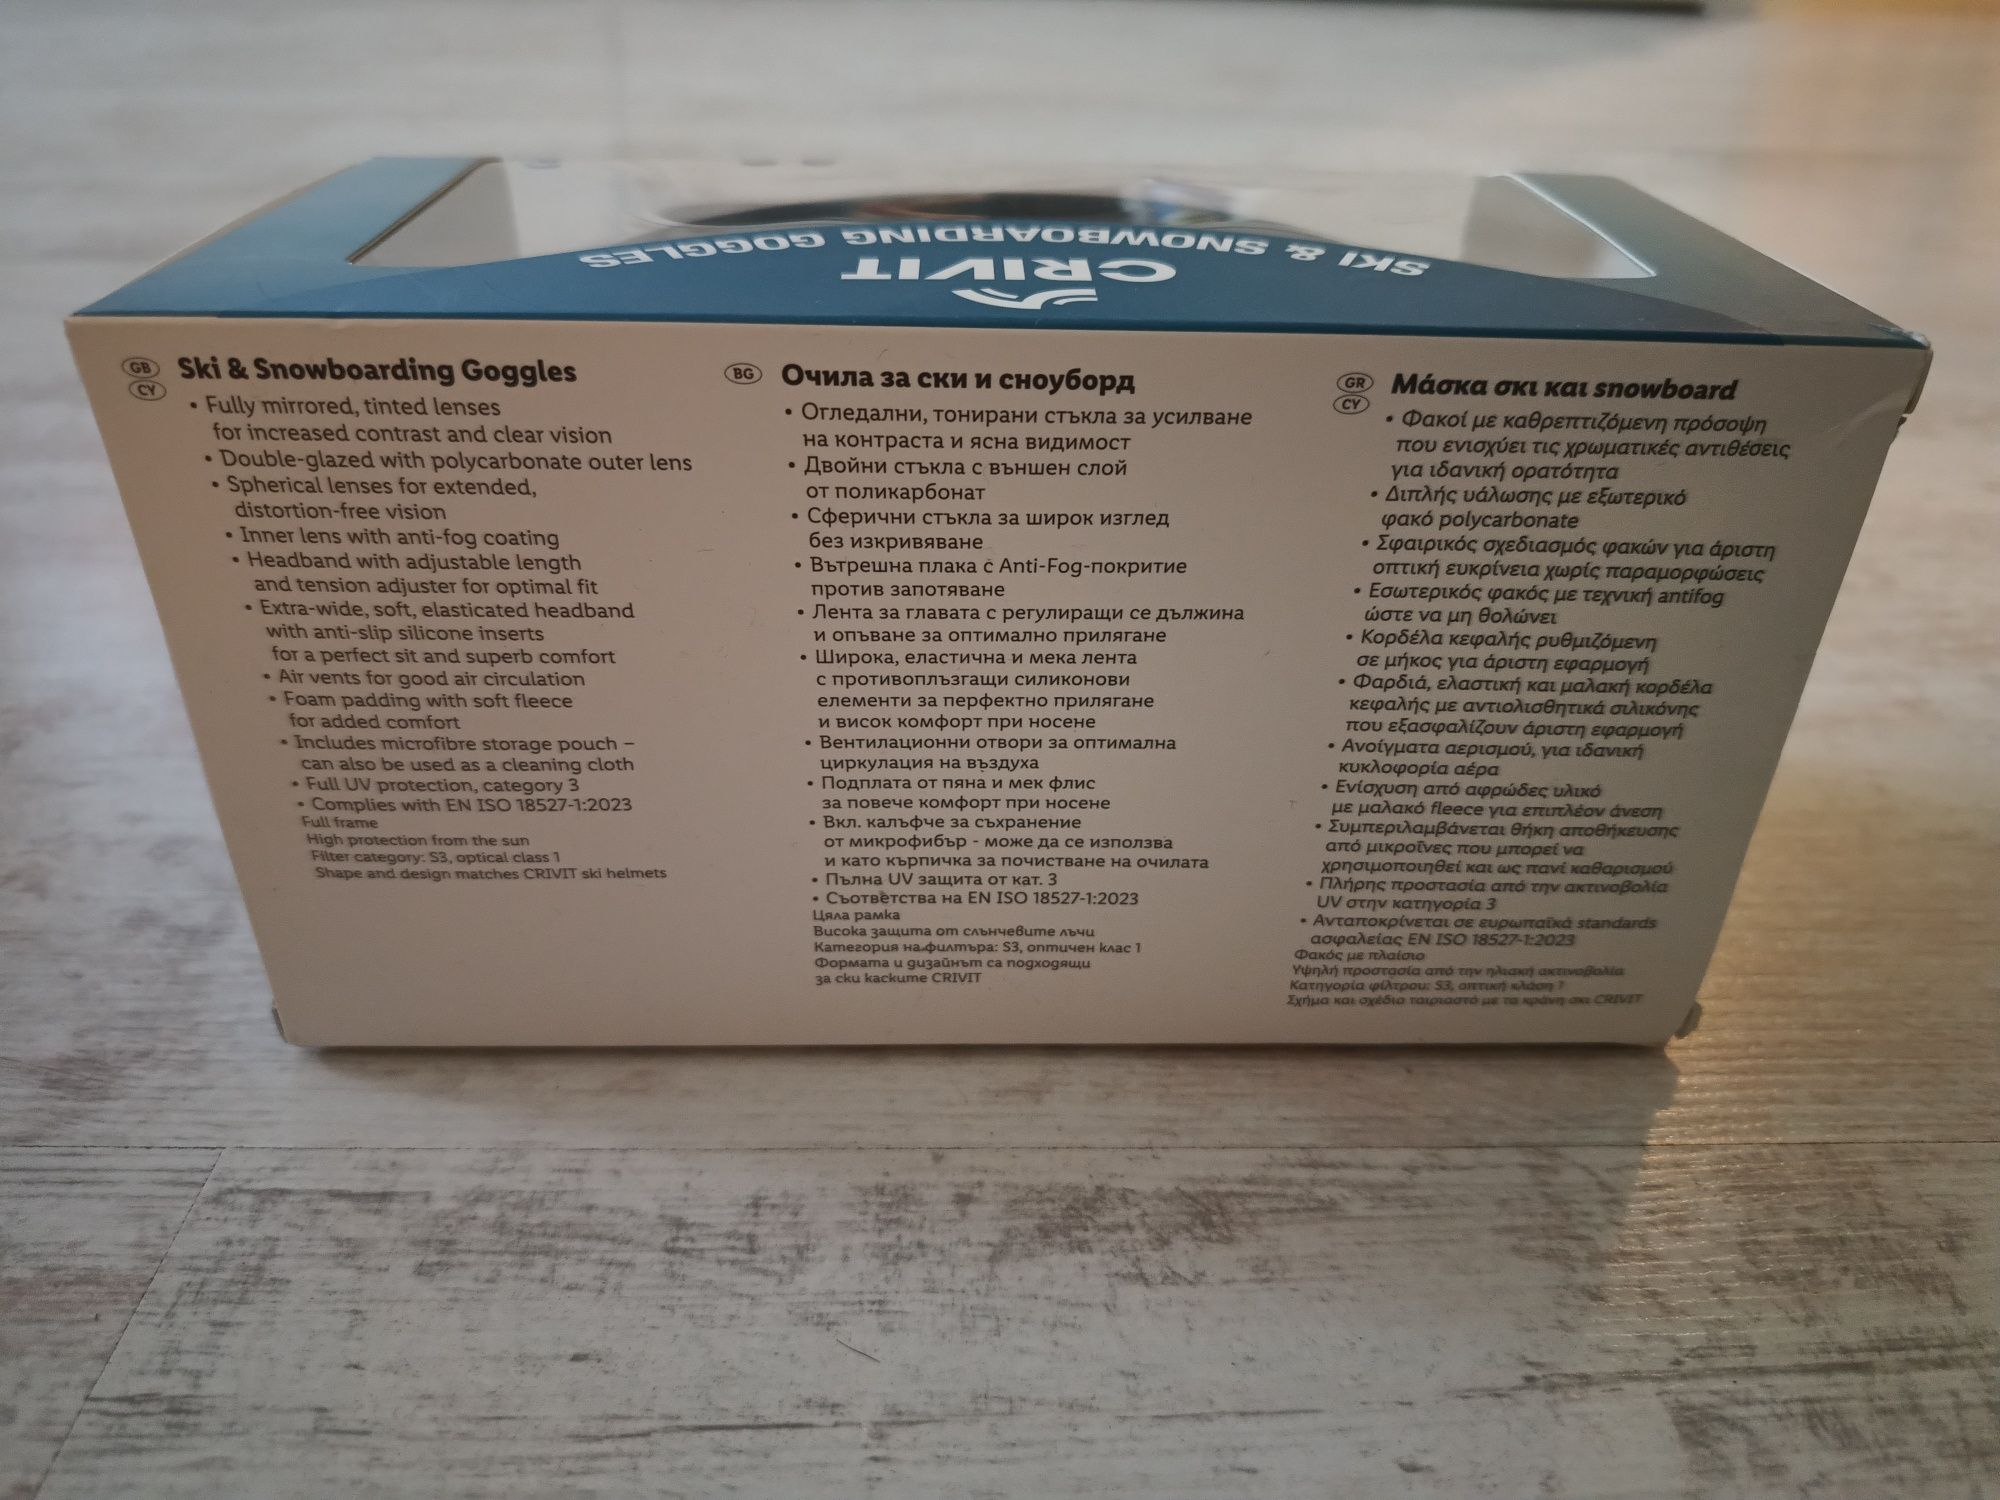 SKI & SNOWBOARDING GOGGLES
CRIVIT
GB
CY
Ski & Snowboarding Goggles
• Fully mirrored, tinted lenses
for increased contrast and clear vision
• Double-glazed with polycarbonate outer lens
• Spherical lenses for extended,
distortion-free vision
• Inner lens with anti-fog coating
• Headband with adjustable length
and tension adjuster for optimal fit
• Extra-wide, soft, elasticated headband
with anti-slip silicone inserts
for a perfect sit and superb comfort
• Air vents for good air circulation
• Foam padding with soft fleece
for added comfort
• Includes microfibre storage pouch –
can also be used as a cleaning cloth
• Full UV protection, category 3
• Complies with EN ISO 18527-1:2023
Full frame
High protection from the sun
Filter category: S3, optical class 1
Shape and design matches CRIVIT ski helmets
BG
Очила за ски и сноуборд
• Огледални, тонирани стъкла за усилване
на контраста и ясна видимост
• Двойни стъкла с външен слой
от поликарбонат
• Сферични стъкла за широк изглед
без изкривяване
• Вътрешна плака с Anti-Fog-покритие
против запотяване
• Лента за главата с регулиращи се дължина
и опъване за оптимално прилягане
• Широка, еластична и мека лента
с противоплъзгащи силиконови
елементи за перфектно прилягане
и висок комфорт при носене
• Вентилационни отвори за оптимална
циркулация на въздуха
• Подплата от пяна и мек флис
за повече комфорт при носене
• Вкл. калъфче за съхранение
от микрофибър - може да се използва
и като кърпичка за почистване на очилата
• Пълна UV защита от кат. 3
• Съответства на EN ISO 18527-1:2023
Цяла рамка
Висока защита от слънчевите лъчи
Категория на филтъра: S3, оптичен клас 1
Формата и дизайнът са подходящи
за ски каските CRIVIT
GR
CY
Μάσκα σκι και snowboard
• Φακοί με καθρεπτιζόμενη πρόσοψη
που ενισχύει τις χρωματικές αντιθέσεις
για ιδανική ορατότητα
• Διπλής υάλωσης με εξωτερικό
φακό polycarbonate
• Σφαιρικός σχεδιασμός φακών για άριστη
οπτική ευκρίνεια χωρίς παραμορφώσεις
• Εσωτερικός φακός με τεχνική antifog
ώστε να μη θολώνει
• Κορδέλα κεφαλής ρυθμιζόμενη
σε μήκος για άριστη εφαρμογή
• Φαρδιά, ελαστική και μαλακή κορδέλα
κεφαλής με αντιολισθητικά σιλικόνης
που εξασφαλίζουν άριστη εφαρμογή
• Ανοίγματα αερισμού, για ιδανική
κυκλοφορία αέρα
• Ενίσχυση από αφρώδες υλικό
με μαλακό fleece για επιπλέον άνεση
• Συμπεριλαμβάνεται θήκη αποθήκευσης
από μικροΐνες που μπορεί να
χρησιμοποιηθεί και ως πανί καθαρισμού
• Πλήρης προστασία από την ακτινοβολία
UV στην κατηγορία 3
• Ανταποκρίνεται σε ευρωπαϊκά standards
ασφαλείας EN ISO 18527-1:2023
Φακός με πλαίσιο
Υψηλή προστασία από την ηλιακή ακτινοβολία
Κατηγορία φίλτρου: S3, οπτική κλάση 1
Σχήμα και σχέδιο ταιριαστό με τα κράνη σκι CRIVIT